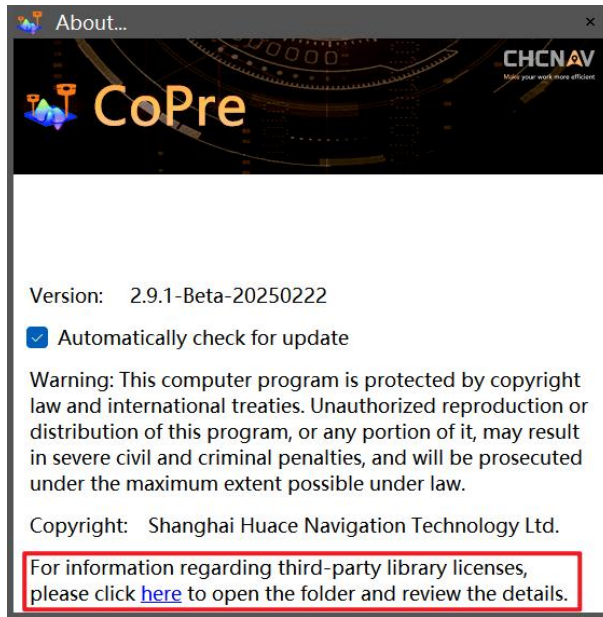 About...
CHCNAV
Make your work more efficient
CoPre
Version: 2.9.1-Beta-20250222
Automatically check for update
Warning: This computer program is protected by copyright
law and international treaties. Unauthorized reproduction or
distribution of this program, or any portion of it, may result
in severe civil and criminal penalties, and will be prosecuted
under the maximum extent possible under law.
Copyright: Shanghai Huace Navigation Technology Ltd.
For information regarding third-party library licenses,
please click here to open the folder and review the details.